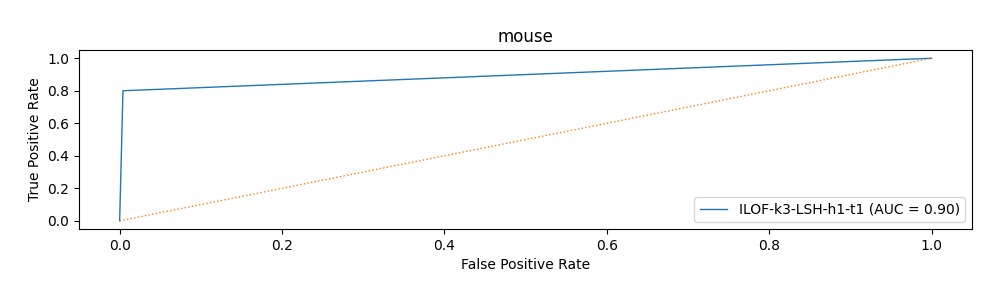 mouse
True Positive Rate
1.0
0.8
0.6
0.4
0.2
0.0
ILOF-k3-LSH-h1-t1 (AUC = 0.90)
0.0 0.2 0.4 0.6 0.8 1.0
False Positive Rate